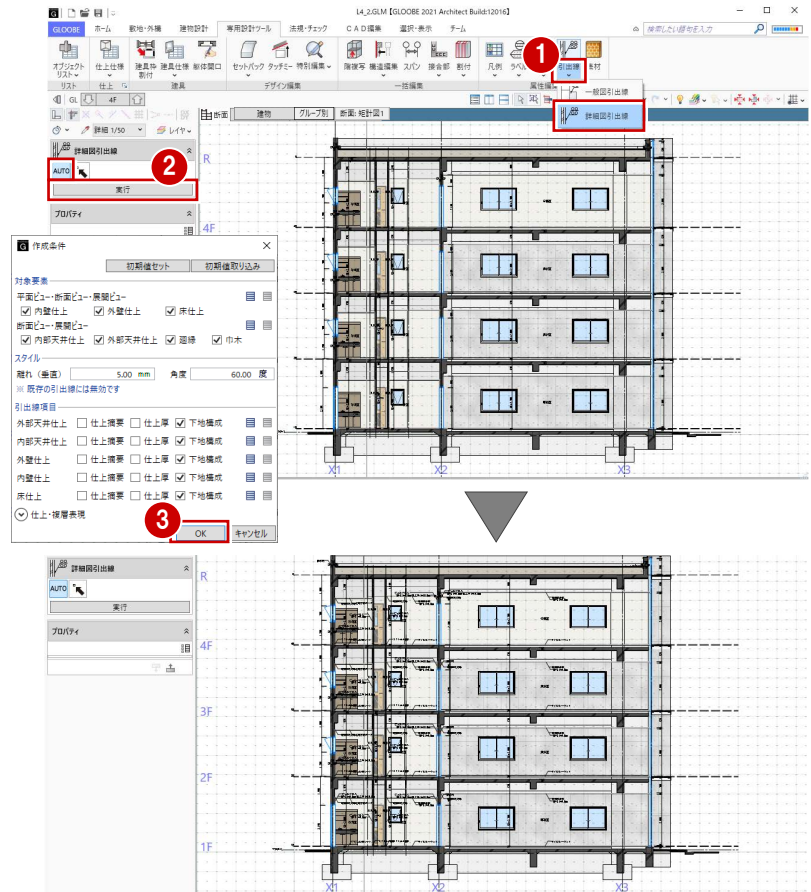 L4_2.GLM【GLOOBE 2021 Architect Build:12016】
GLOOBE ホーム 敷地・外構 建物設計 専用設計ツール 法規・チェック ＣＡＤ編集 選択・表示 チーム 検索したい語句を入力
オブジェクトリスト 仕上仕様 建具枠割付 建具仕様 躯体開口 セットバック タッチミー 特別編集 階複写 構造編集 スパン 接合部 割付 凡例 引出線 素材
リスト 仕上 建具 デザイン編集 一括編集 属性編集
1
一般図引出線
詳細図引出線
GL 4F
断面 建物 グループ別 断面: 矩計図1
詳細 1/50 レイヤ
詳細図引出線
AUTO
2
実行
プロパティ
R
4F
作成条件
初期値セット 初期値取り込み
対象要素
平面ビュー・断面ビュー・展開ビュー
内壁仕上 外壁仕上 床仕上
断面ビュー・展開ビュー
内部天井仕上 外部天井仕上 廻縁 巾木
スタイル
離れ（垂直） 5.00 mm 角度 60.00 度
※ 既存の引出線には無効です
引出線項目
外部天井仕上 仕上摘要 仕上厚 下地構成
内部天井仕上 仕上摘要 仕上厚 下地構成
外壁仕上 仕上摘要 仕上厚 下地構成
内壁仕上 仕上摘要 仕上厚 下地構成
床仕上 仕上摘要 仕上厚 下地構成
仕上・複層表現
3
OK キャンセル
X1 X2 X3
詳細図引出線
AUTO
実行
プロパティ
R
4F
3F
2F
1F
X1 X2 X3